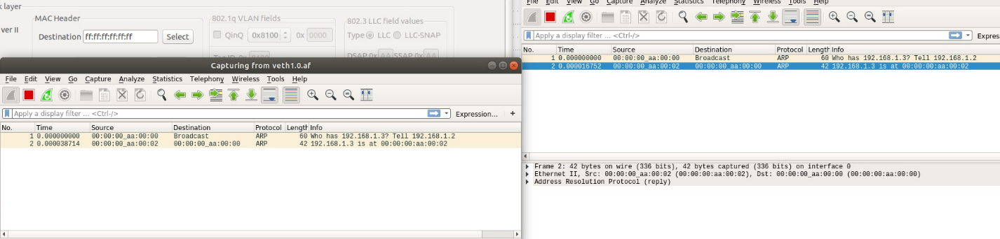 k layer
MAC Header
802.1q VLAN fields
802.3 LLC field values
ver II
Destination ff:ff:ff:ff:ff:ff Select
QinQ 0x8100 0x 0000
Type LLC LLC-SNAP
DSAP 0x AA SSAP 0x AA
Capturing from veth1.0.af
File Edit View Go Capture Analyze Statistics Telephony Wireless Tools Help
Apply a display filter ... <Ctrl-/> Expression... +
No. Time Source Destination Protocol Length Info
1 0.000000000 00:00:00_aa:00:00 Broadcast ARP 60 Who has 192.168.1.3? Tell 192.168.1.2
2 0.000038714 00:00:00_aa:00:02 00:00:00_aa:00:00 ARP 42 192.168.1.3 is at 00:00:00:aa:00:02
File Edit View Go Capture Analyze Statistics Telephony Wireless Tools Help
Apply a display filter ... <Ctrl-/> Expres
No. Time Source Destination Protocol Length Info
1 0.000000000 00:00:00_aa:00:00 Broadcast ARP 60 Who has 192.168.1.3? Tell 192.168.1.2
2 0.000016752 00:00:00_aa:00:02 00:00:00_aa:00:00 ARP 42 192.168.1.3 is at 00:00:00:aa:00:02
Frame 2: 42 bytes on wire (336 bits), 42 bytes captured (336 bits) on interface 0
Ethernet II, Src: 00:00:00_aa:00:02 (00:00:00:aa:00:02), Dst: 00:00:00_aa:00:00 (00:00:00:aa:00:00)
Address Resolution Protocol (reply)